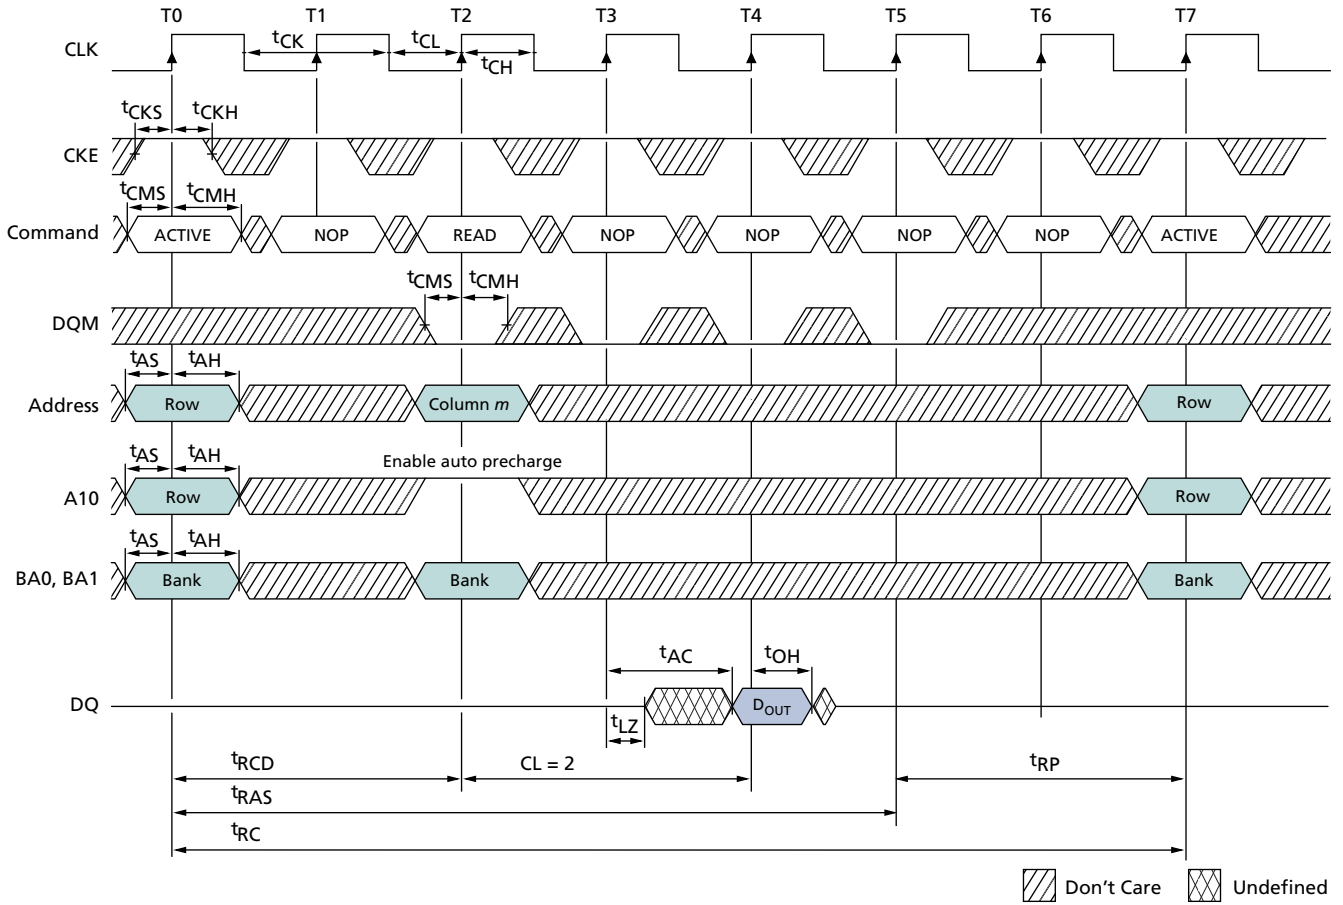 T0 T1 T2 T3 T4 T5 T6 T7
CLK tCK tCL tCH
tCKS tCKH
CKE
tCMS tCMH
Command ACTIVE NOP READ NOP NOP NOP NOP ACTIVE
tCMS tCMH
DQM
tAS tAH
Address Row Column m Row
tAS tAH Enable auto precharge
A10 Row Row
tAS tAH
BA0, BA1 Bank Bank Bank
tAC tOH
DQ DOUT
tLZ
tRCD CL = 2 tRP
tRAS
tRC
Don't Care Undefined